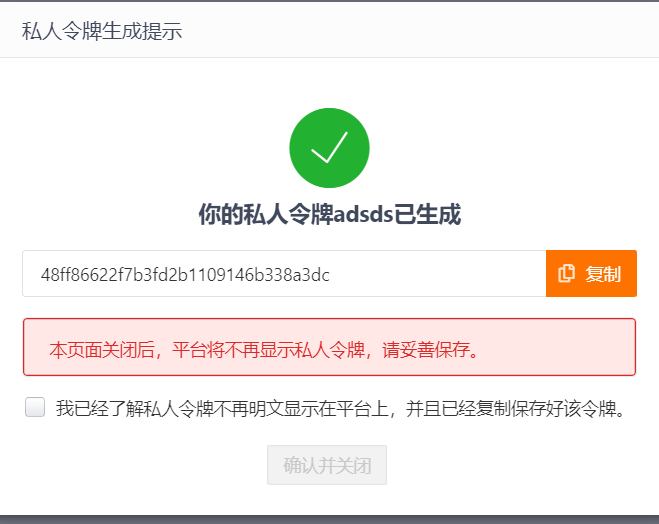 私人令牌生成提示
你的私人令牌adsds已生成
48ff86622f7b3fd2b1109146b338a3dc
复制
本页面关闭后，平台将不再显示私人令牌，请妥善保存。
我已经了解私人令牌不再明文显示在平台上，并且已经复制保存好该令牌。
确认并关闭